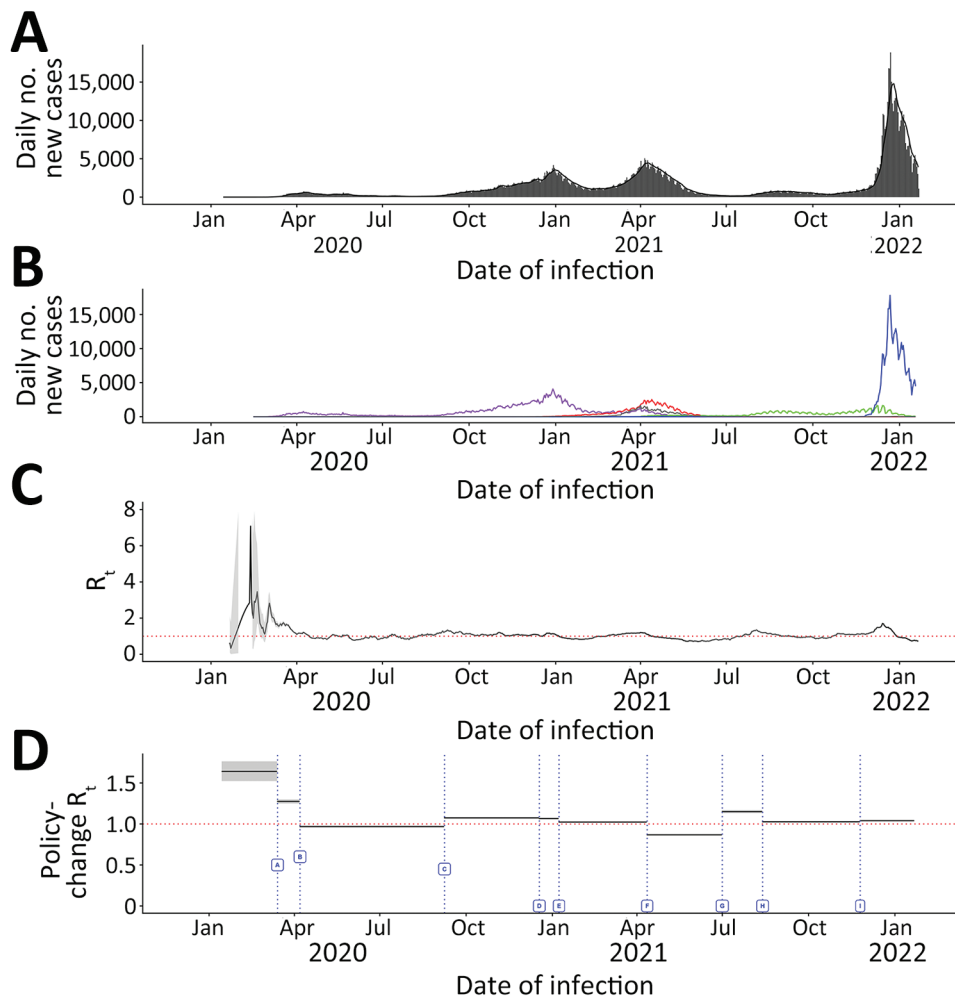 A
Daily no.
new cases
15,000
10,000
5,000
0
Jan Apr Jul Oct Jan Apr Jul Oct Jan
2020 2021 2022
Date of infection
B
Daily no.
new cases
15,000
10,000
5,000
0
Jan Apr Jul Oct Jan Apr Jul Oct Jan
2020 2021 2022
Date of infection
C
Rt
8
6
4
2
0
Jan Apr Jul Oct Jan Apr Jul Oct Jan
2020 2021 2022
Date of infection
D
Policy-
change Rt
1.5
1.0
0.5
0
A B C D E F G H I
Jan Apr Jul Oct Jan Apr Jul Oct Jan
2020 2021 2022
Date of infection